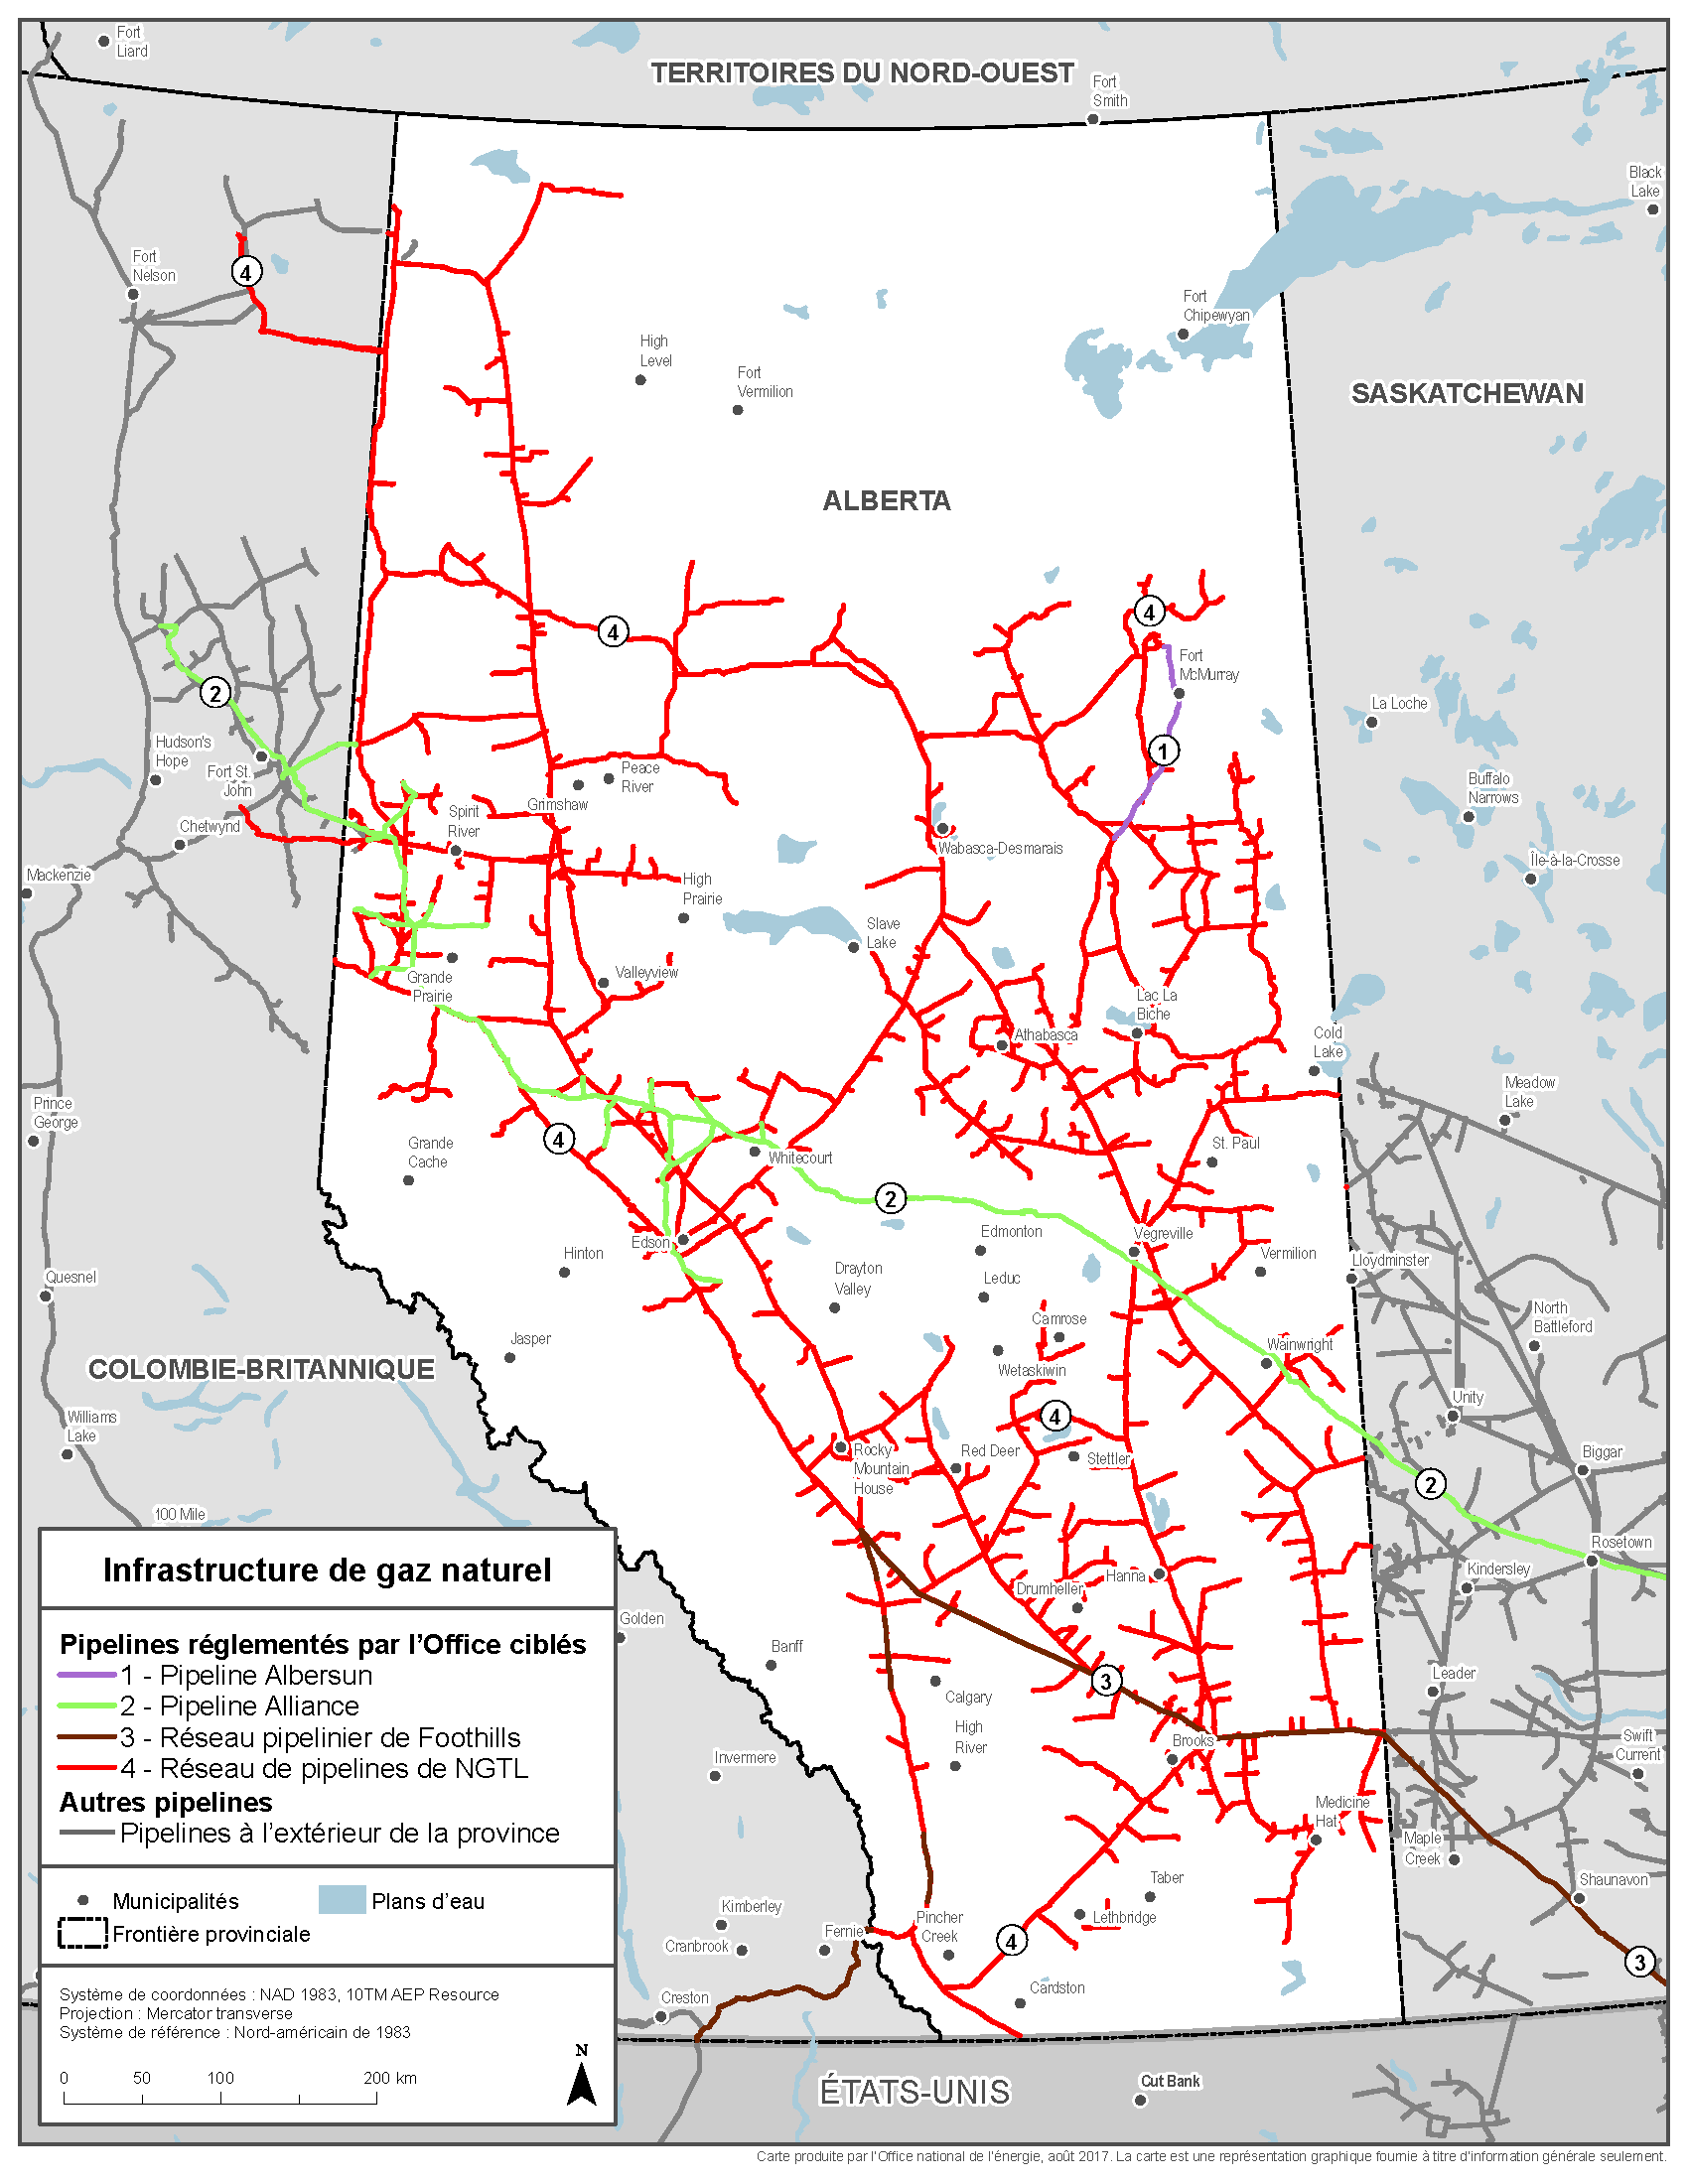 Fort
Liard
TERRITOIRES DU NORD-OUEST
Fort
Smith
Black
Lake
Fort
Nelson
4
Fort
Chipewyan
High
Level
Fort
Vermilion
SASKATCHEWAN
ALBERTA
4
4
Fort
McMurray
2
La Loche
Hudson's
Hope
Fort St.
John
1
Peace
River
Grimshaw
Buffalo
Narrows
Spirit
River
Chetwynd
Wabasca-Desmarais
Île-à-la-Crosse
Mackenzie
High
Prairie
Slave
Lake
Valleyview
Grande
Prairie
Lac La
Biche
Athabasca
Cold
Lake
Meadow
Lake
Prince
George
4
Grande
Cache
Whitecourt
St. Paul
2
Edmonton
Vegreville
Edson
Hinton
Vermilion
Lloydminster
Drayton
Valley
Leduc
Quesnel
Camrose
North
Battleford
Jasper
Wainwright
COLOMBIE-BRITANNIQUE
Wetaskiwin
Unity
Williams
Lake
4
Rocky
Mountain
House
Red Deer
Stettler
Biggar
2
100 Mile
Rosetown
Kindersley
Hanna
Drumheller
Golden
Banff
Leader
3
Calgary
High
River
Brooks
Swift
Current
Invermere
Medicine
Hat
Maple
Creek
Taber
Shaunavon
Kimberley
Pincher
Creek
Lethbridge
Fernie
Cranbrook
4
3
Creston
Cardston
ÉTATS-UNIS
Cut Bank
Infrastructure de gaz naturel
Pipelines réglementés par l'Office ciblés
1 - Pipeline Albersun
2 - Pipeline Alliance
3 - Réseau pipelinier de Foothills
4 - Réseau de pipelines de NGTL
Autres pipelines
Pipelines à l'extérieur de la province
Municipalités
Plans d'eau
Frontière provinciale
Système de coordonnées : NAD 1983, 10TM AEP Resource
Projection : Mercator transverse
Système de référence : Nord-américain de 1983
N
0 50 100 200 km
Carte produite par l'Office national de l'énergie, août 2017. La carte est une représentation graphique fournie à titre d'information générale seulement.